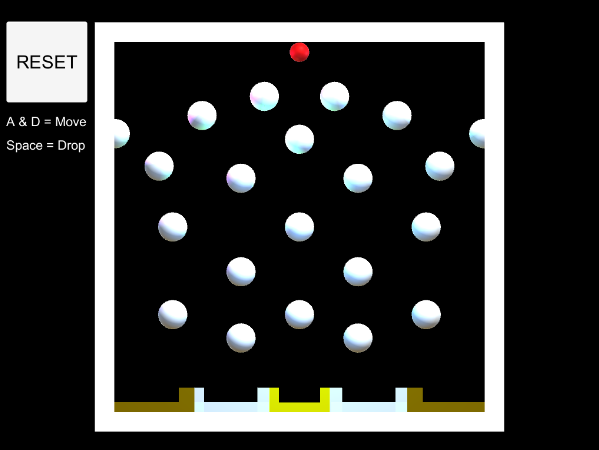 RESET
A & D = Move
Space = Drop